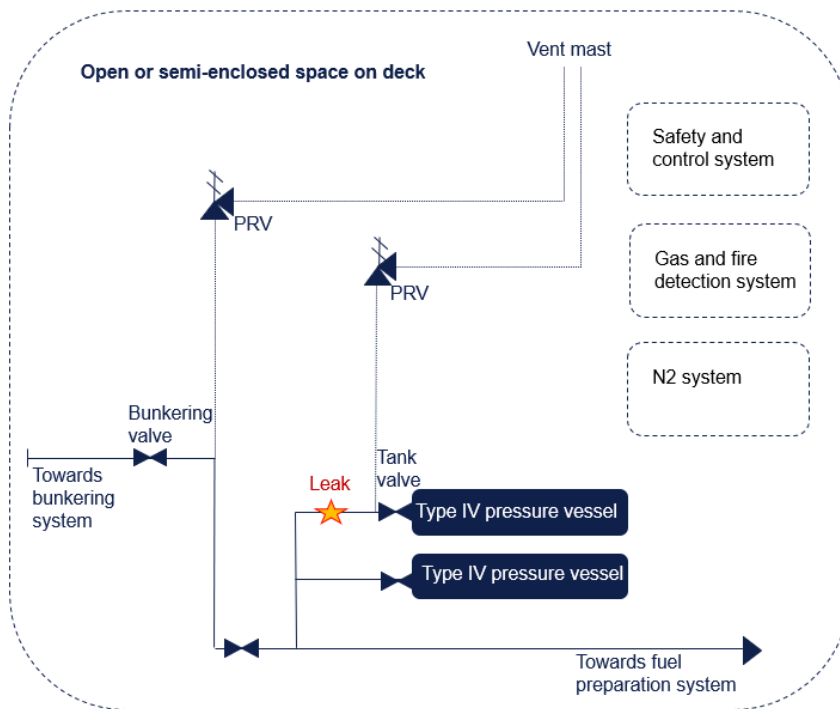 Vent mast
Open or semi-enclosed space on deck
Safety and
control system
PRV
Gas and fire
detection system
PRV
N2 system
Bunkering
valve
Tank
valve
Towards
bunkering
system
Leak
Type IV pressure vessel
Type IV pressure vessel
Towards fuel
preparation system